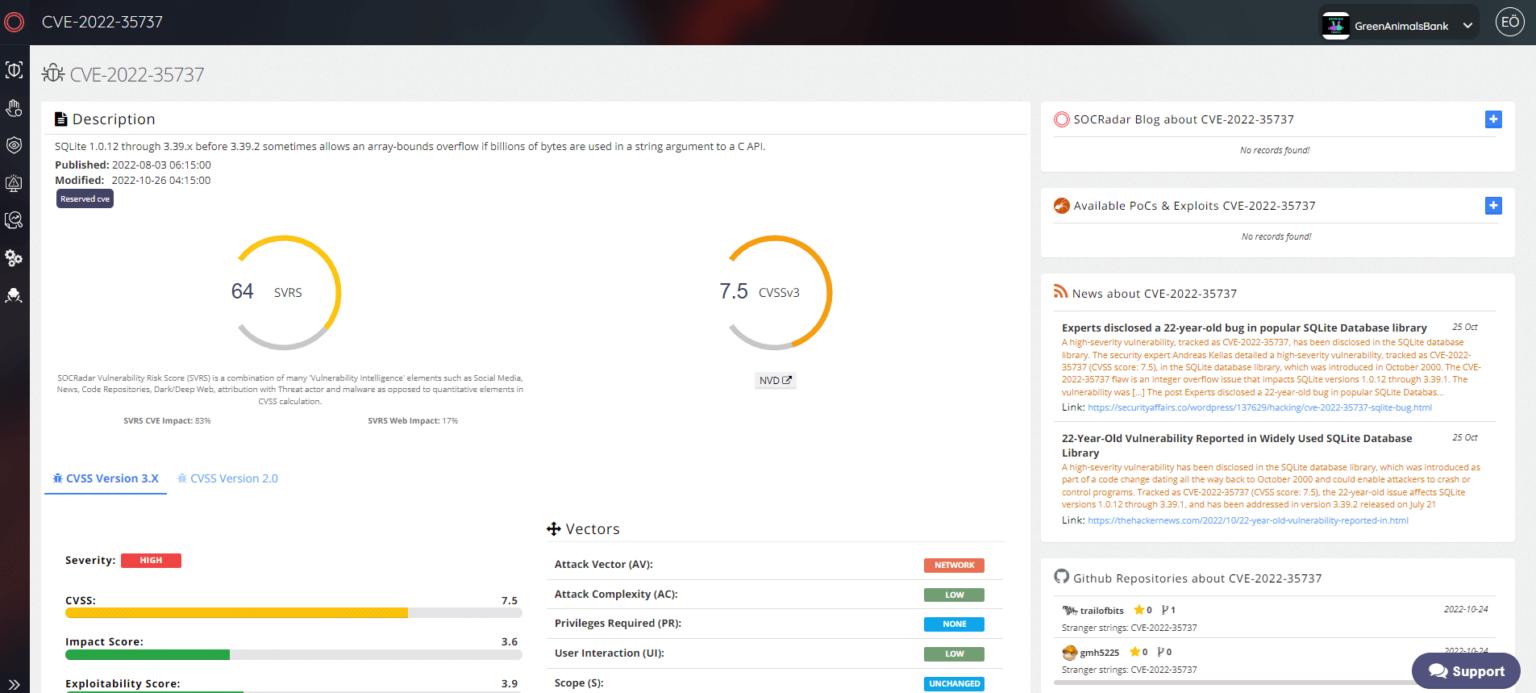 CVE-2022-35737
GreenAnimalsBank
EÖ
CVE-2022-35737
Description
SQLite 1.0.12 through 3.39.x before 3.39.2 sometimes allows an array-bounds overflow if billions of bytes are used in a string argument to a C API.
Published: 2022-08-03 06:15:00
Modified: 2022-10-26 04:15:00
Reserved cve
64 SVRS
7.5 CVSSv3
SOCRadar Vulnerability Risk Score (SVRS) is a combination of many 'Vulnerability Intelligence' elements such as Social Media,
News, Code Repositories, Dark/Deep Web, attribution with Threat actor and malware as opposed to quantitative elements in
CVSS calculation.
NVD
SVRS CVE Impact: 83%
SVRS Web Impact: 17%
CVSS Version 3.X
CVSS Version 2.0
Severity: HIGH
CVSS: 7.5
Impact Score: 3.6
Exploitability Score: 3.9
Vectors
Attack Vector (AV): NETWORK
Attack Complexity (AC): LOW
Privileges Required (PR): NONE
User Interaction (UI): LOW
Scope (S): UNCHANGED
SOCRadar Blog about CVE-2022-35737
No records found!
Available PoCs & Exploits CVE-2022-35737
No records found!
News about CVE-2022-35737
Experts disclosed a 22-year-old bug in popular SQLite Database library 25 Oct
A high-severity vulnerability, tracked as CVE-2022-35737, has been disclosed in the SQLite database
library. The security expert Andreas Kellas detailed a high-severity vulnerability, tracked as CVE-2022-
35737 (CVSS score: 7.5), in the SQLite database library, which was introduced in October 2000. The CVE-
2022-35737 flaw is an integer overflow issue that impacts SQLite versions 1.0.12 through 3.39.1. The
vulnerability was [...] The post Experts disclosed a 22-year-old bug in popular SQLite Databas...
Link: https://securityaffairs.co/wordpress/137629/hacking/cve-2022-35737-sqlite-bug.html
22-Year-Old Vulnerability Reported in Widely Used SQLite Database 25 Oct
Library
A high-severity vulnerability has been disclosed in the SQLite database library, which was introduced as
part of a code change dating all the way back to October 2000 and could enable attackers to crash or
control programs. Tracked as CVE-2022-35737 (CVSS score: 7.5), the 22-year-old issue affects SQLite
versions 1.0.12 through 3.39.1, and has been addressed in version 3.39.2 released on July 21
Link: https://thehackernews.com/2022/10/22-year-old-vulnerability-reported-in.html
Github Repositories about CVE-2022-35737
trailofbits 0 1 2022-10-24
Stranger strings: CVE-2022-35737
gmh5225 0 0 2022-10-24
Stranger strings: CVE-2022-35737
Support